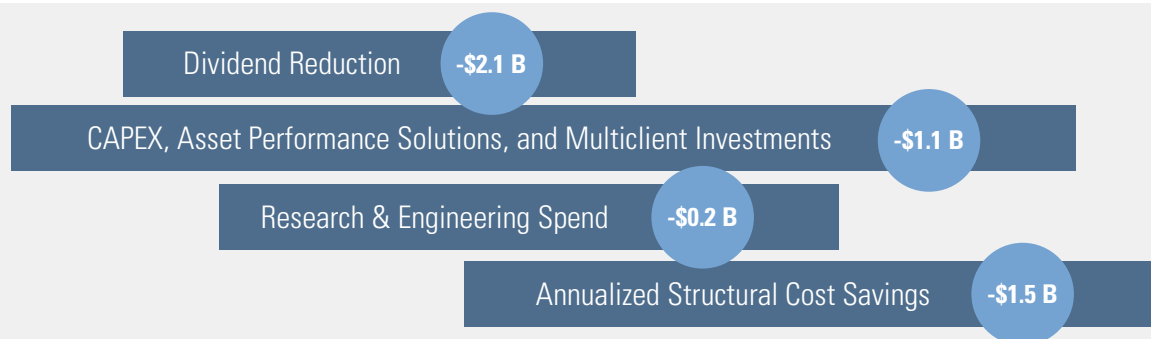 Dividend Reduction -$2.1 B
CAPEX, Asset Performance Solutions, and Multiclient Investments -$1.1 B
Research & Engineering Spend -$0.2 B
Annualized Structural Cost Savings -$1.5 B